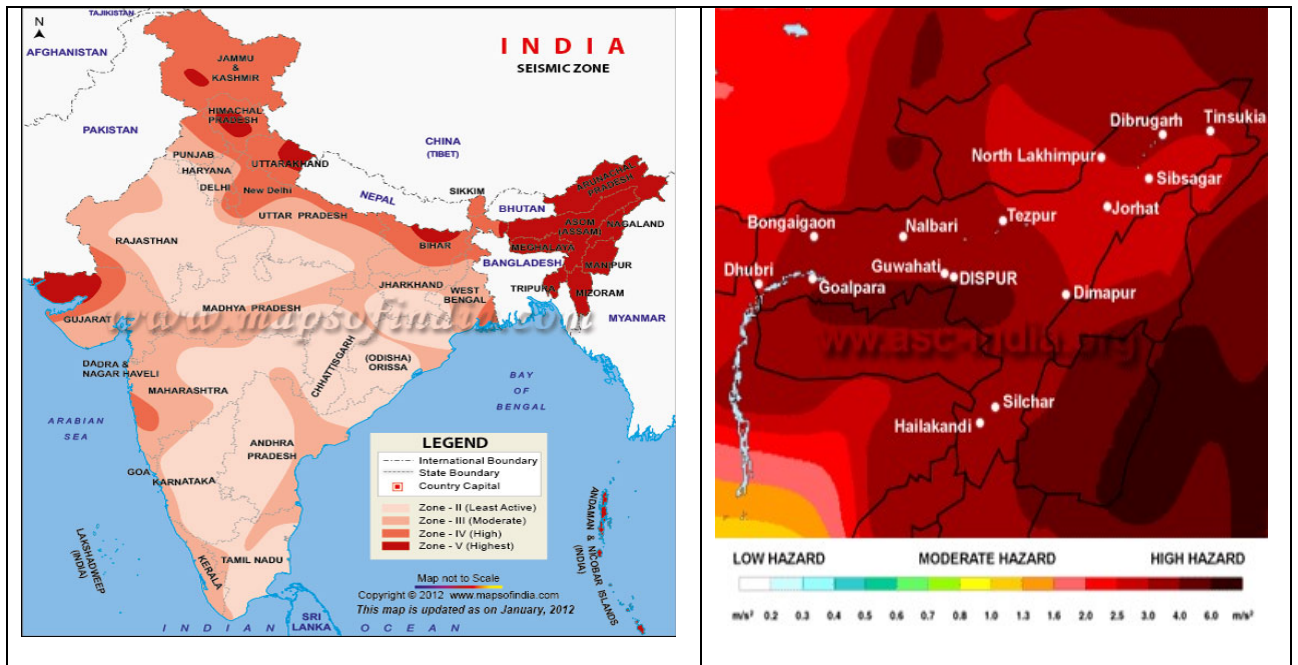 N
TAJIKISTAN
AFGHANISTAN
INDIA
SEISMIC ZONE
JAMMU
&
KASHMIR
HIMACHAL
PRADESH
PAKISTAN
CHINA
(TIBET)
PUNJAB
UTTARAKHAND
HARYANA
DELHI
New Delhi
NEPAL
SIKKIM
BHUTAN
ARUNACHAL
PRADESH
UTTAR PRADESH
ASUM
(ASSAM)
NAGALAND
RAJASTHAN
BIHAR
MEGHALAYA
BANGLADESH
MANIPUR
JHARKHAND
WEST
BENGAL
TRIPURA
MIZORAM
GUJARAT
MADHYA PRADESH
www.mapsofindia.com
MYANMAR
DADRA &
NAGAR HAVELI
CHHATTISGARH
(ODISHA)
ORISSA
MAHARASHTRA
BAY
OF
BENGAL
ARABIAN
SEA
ANDHRA
PRADESH
GOA
KARNATAKA
LAKSHADWEEP
(INDIA)
KERALA
TAMIL NADU
ANDAMAN & NICOBAR ISLANDS
(INDIA)
SRI
LANKA
INDIAN OCEAN
LEGEND
International Boundary
State Boundary
Country Capital
Zone - II (Least Active)
Zone - III (Moderate)
Zone - IV (High)
Zone - V (Highest)
Map not to Scale
Copyright © 2012 www.mapsofindia.com
This map is updated as on January, 2012
Dibrugarh
Tinsukia
North Lakhimpur
Sibsagar
Jorhat
Tezpur
Bongaigaon
Nalbari
Dhubri
Guwahati
DISPUR
Goalpara
Dimapur
www.asc-india.org
Silchar
Hailakandi
LOW HAZARD MODERATE HAZARD HIGH HAZARD
m/s² 0.2 0.3 0.4 0.5 0.6 0.7 0.8 1.0 1.3 1.6 2.0 2.5 3.0 4.0 6.0 m/s²